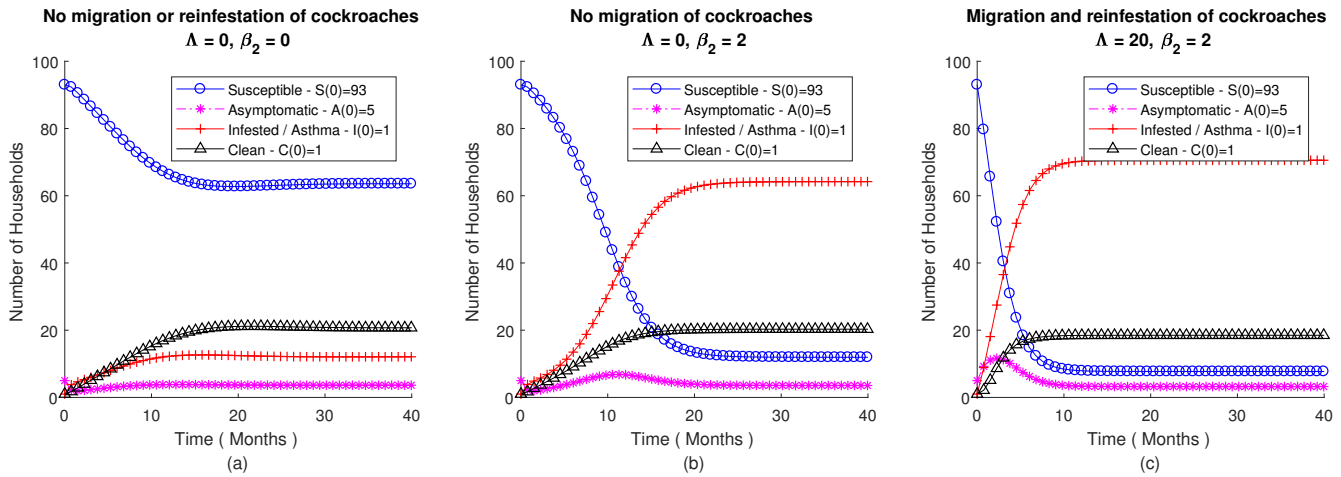 No migration or reinfestation of cockroaches
Λ = 0, β2 = 0
100
80
60
40
20
0
Number of Households
Susceptible - S(0)=93
Asymptomatic - A(0)=5
Infested / Asthma - I(0)=1
Clean - C(0)=1
0 10 20 30 40
Time ( Months )
(a)
No migration of cockroaches
Λ = 0, β2 = 2
100
80
60
40
20
0
Number of Households
Susceptible - S(0)=93
Asymptomatic - A(0)=5
Infested / Asthma - I(0)=1
Clean - C(0)=1
0 10 20 30 40
Time ( Months )
(b)
Migration and reinfestation of cockroaches
Λ = 20, β2 = 2
100
80
60
40
20
0
Number of Households
Susceptible - S(0)=93
Asymptomatic - A(0)=5
Infested / Asthma - I(0)=1
Clean - C(0)=1
0 10 20 30 40
Time ( Months )
(c)